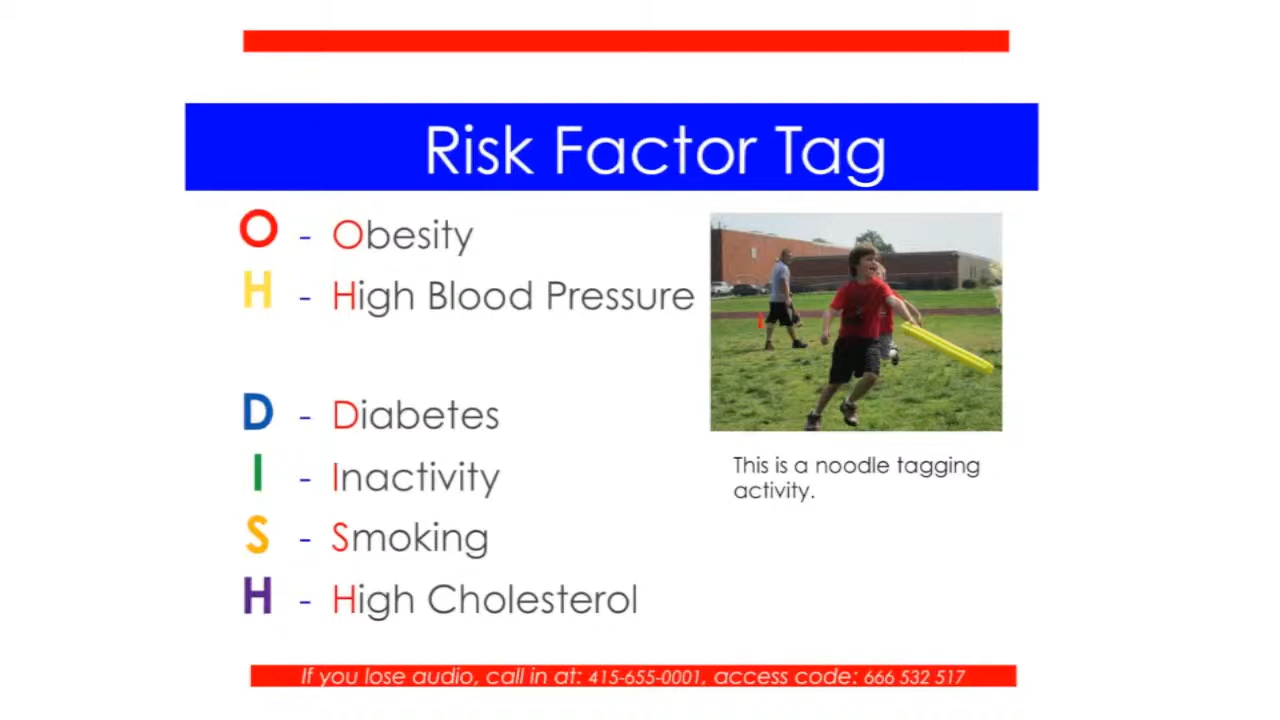 Risk Factor Tag
O - Obesity
H - High Blood Pressure
D - Diabetes
I - Inactivity
S - Smoking
H - High Cholesterol
This is a noodle tagging
activity.
If you lose audio, call in at: 415-655-0001, access code: 666 532 517